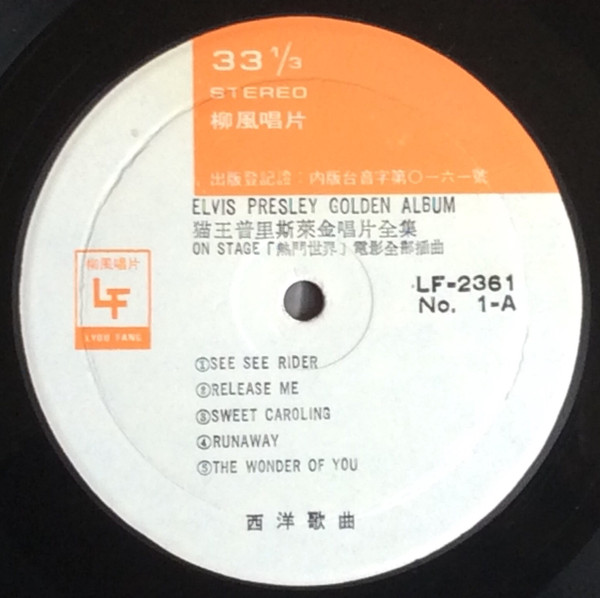 33 1/3
STEREO
柳風唱片
出版登記證：內版台音字第〇一六一號
ELVIS PRESLEY GOLDEN ALBUM
猫王普里斯萊金唱片全集
ON STAGE「熱門世界」電影全部插曲
柳風唱片
LF
LYOU FANG
LF-2361
No. 1-A
①SEE SEE RIDER
②RELEASE ME
③SWEET CAROLING
④RUNAWAY
⑤THE WONDER OF YOU
西洋歌曲